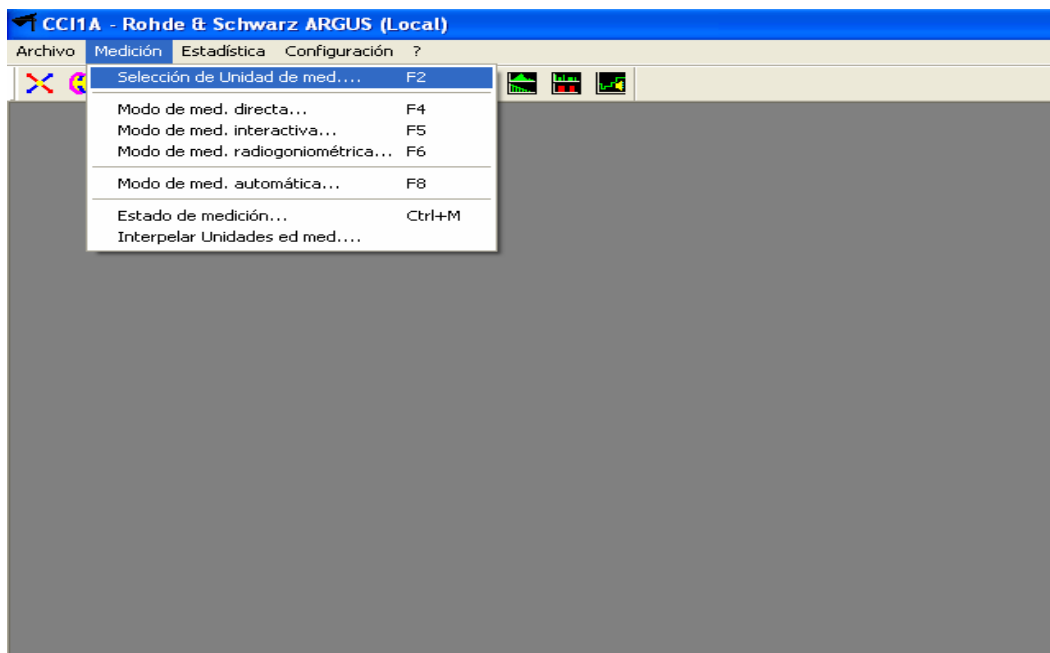 CCI1A - Rohde & Schwarz ARGUS (Local)
Archivo Medición Estadística Configuración ?
Selección de Unidad de med.... F2
Modo de med. directa... F4
Modo de med. interactiva... F5
Modo de med. radiogoniométrica... F6
Modo de med. automática... F8
Estado de medición... Ctrl+M
Interpelar Unidades ed med....